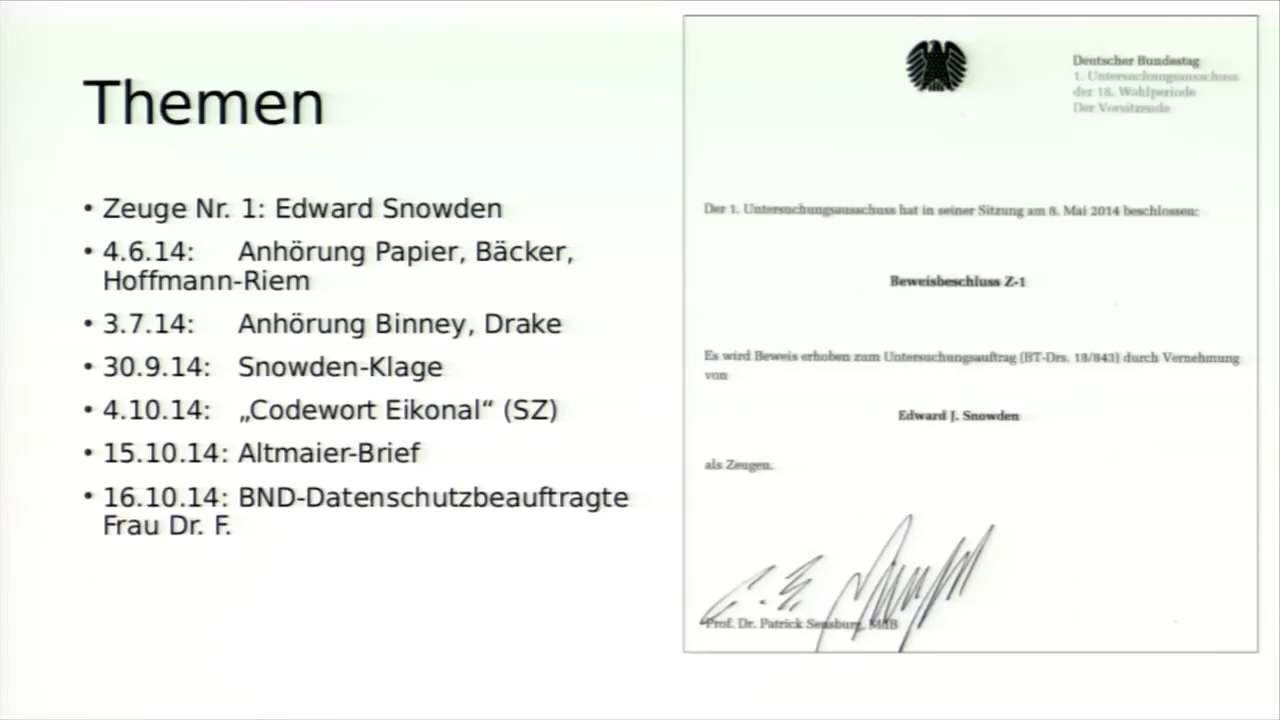 Themen
• Zeuge Nr. 1: Edward Snowden
• 4.6.14: Anhörung Papier, Bäcker,
Hoffmann-Riem
• 3.7.14: Anhörung Binney, Drake
• 30.9.14: Snowden-Klage
• 4.10.14: „Codewort Eikonal“ (SZ)
• 15.10.14: Altmaier-Brief
• 16.10.14: BND-Datenschutzbeauftragte
Frau Dr. F.
Deutscher Bundestag
1. Untersuchungsausschuss
der 18. Wahlperiode
Der Vorsitzende
Der 1. Untersuchungsausschuss hat in seiner Sitzung am 8. Mai 2014 beschlossen:
Beweisbeschluss Z-1
Es wird Beweis erhoben zum Untersuchungsauftrag (BT-Drs. 18/843) durch Vernehmung
von
Edward J. Snowden
als Zeugen.
Prof. Dr. Patrick Sensburg, MdB